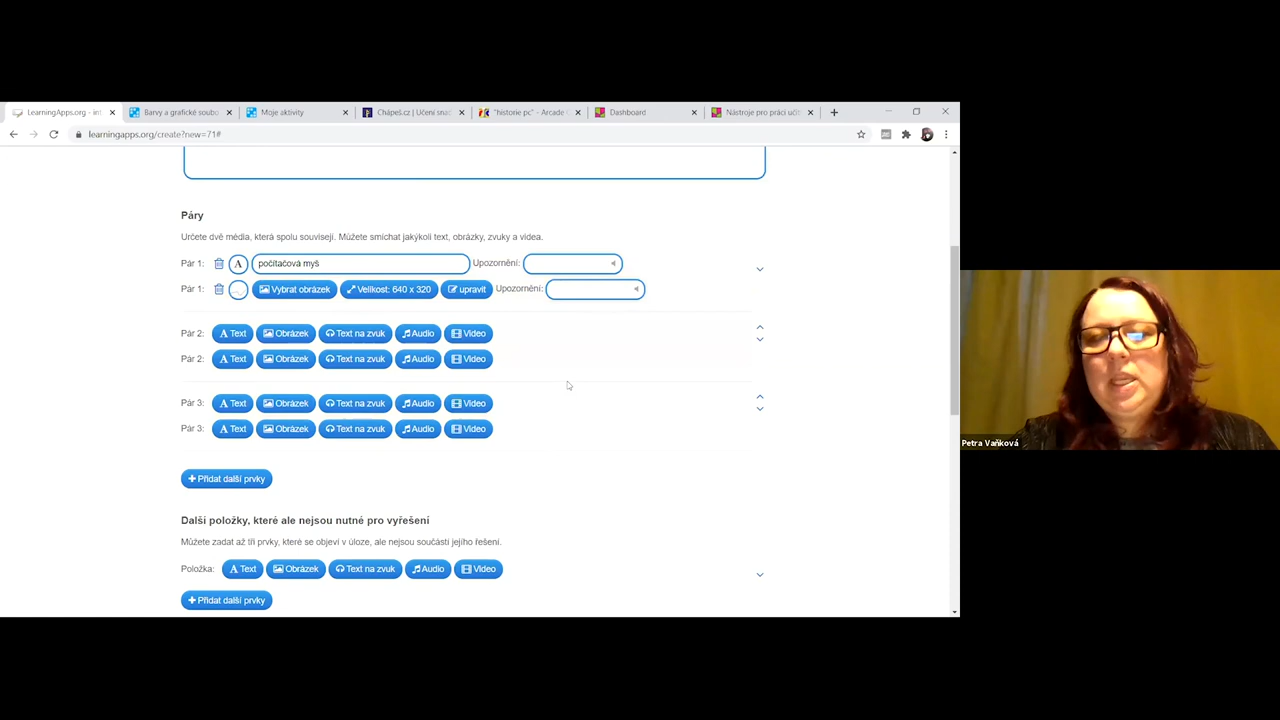 LearningApps.org - int
Barvy a grafické soubo
Moje aktivity
Chápeš.cz | Učení snad
"historie pc" - Arcade
Dashboard
Nástroje pro práci učit
learningapps.org/create?new=71#
Páry
Určete dvě média, která spolu souvisejí. Můžete smíchat jakýkoli text, obrázky, zvuky a videa.
Pár 1: A počítačová myš Upozornění:
Pár 1: Vybrat obrázek Velikost: 640 x 320 upravit Upozornění:
Pár 2: A Text Obrázek Text na zvuk Audio Video
Pár 2: A Text Obrázek Text na zvuk Audio Video
Pár 3: A Text Obrázek Text na zvuk Audio Video
Pár 3: A Text Obrázek Text na zvuk Audio Video
+ Přidat další prvky
Další položky, které ale nejsou nutné pro vyřešení
Můžete zadat až tři prvky, které se objeví v úloze, ale nejsou součástí jejího řešení.
Položka: A Text Obrázek Text na zvuk Audio Video
+ Přidat další prvky
Petra Vaňková